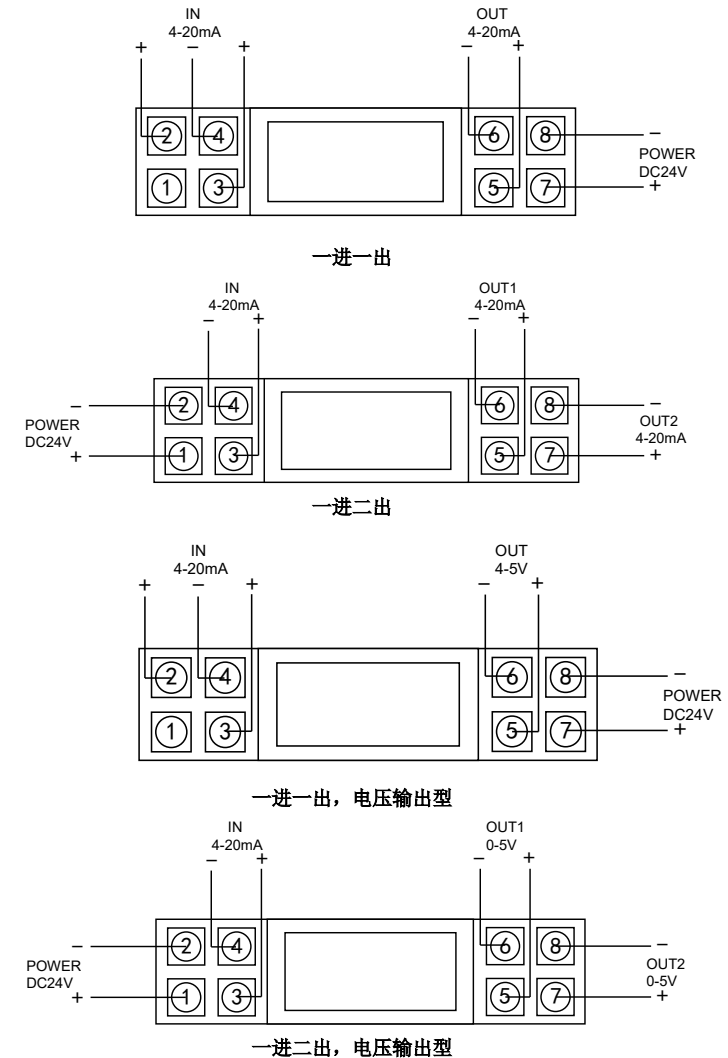 IN OUT
4-20mA 4-20mA
+ − + − +
2 4 6 8 −
POWER
DC24V
1 3 5 7 +
一进一出
IN OUT1
4-20mA 4-20mA
− + − +
− 2 4 6 8 −
POWER OUT2
DC24V 4-20mA
+ 1 3 5 7 +
一进二出
IN OUT
4-20mA 4-5V
+ − + − +
2 4 6 8 −
POWER
DC24V
1 3 5 7 +
一进一出，电压输出型
IN OUT1
4-20mA 0-5V
− + − +
− 2 4 6 8 −
POWER OUT2
DC24V 0-5V
+ 1 3 5 7 +
一进二出，电压输出型